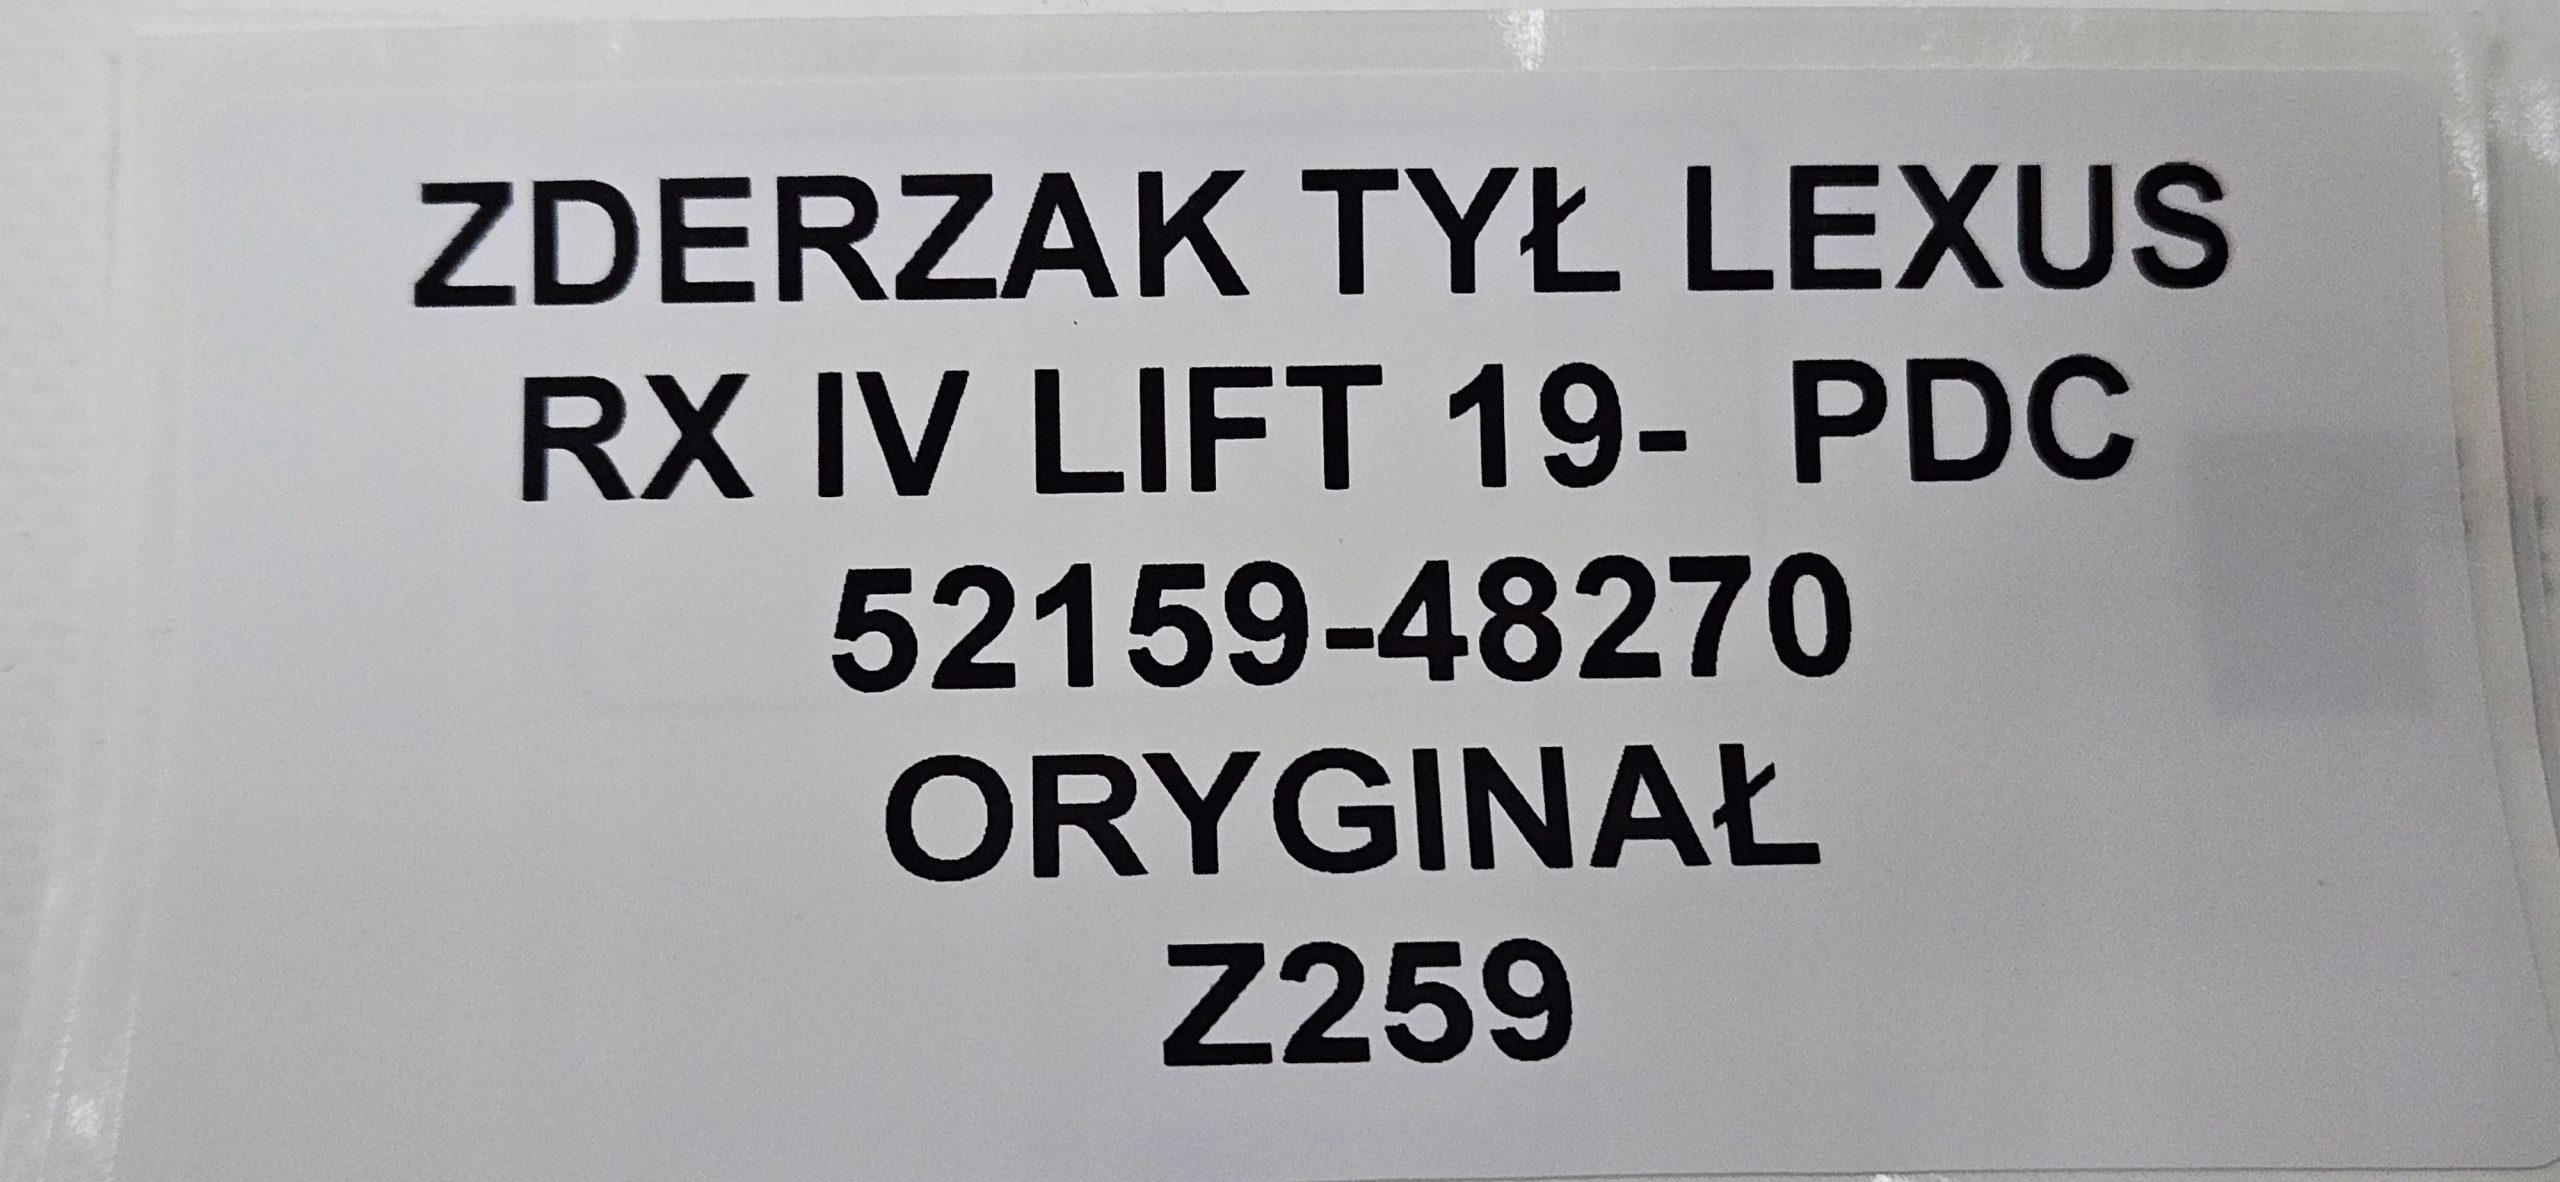 ZDERZAK TYŁ LEXUS
RX IV LIFT 19- PDC
52159-48270
ORYGINAŁ
Z259